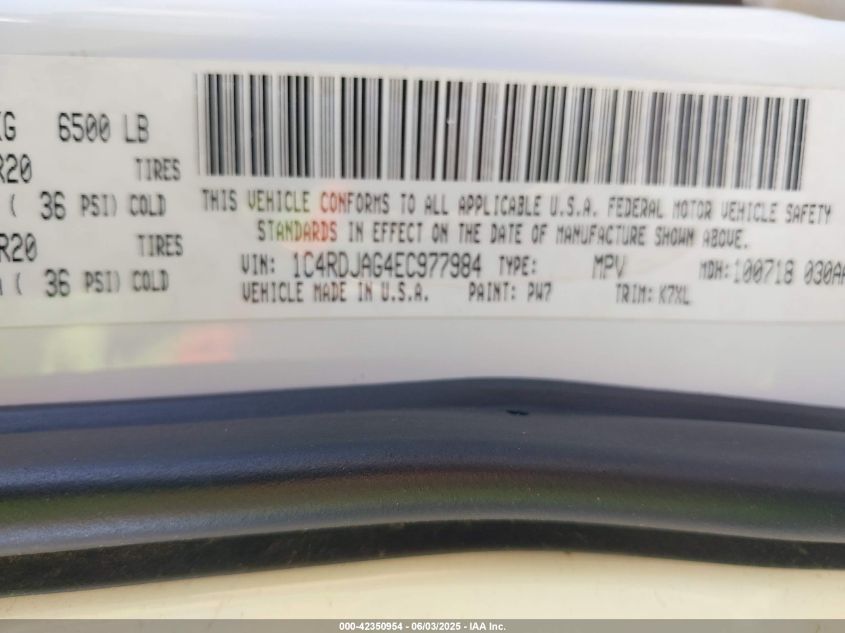 KG 6500 LB
R20 TIRES
( 36 PSI) COLD
R20 TIRES
( 36 PSI) COLD
THIS VEHICLE CONFORMS TO ALL APPLICABLE U.S.A. FEDERAL MOTOR VEHICLE SAFETY
STANDARDS IN EFFECT ON THE DATE OF MANUFACTURE SHOWN ABOVE.
VIN: 1C4RDJAG4EC977984 TYPE: MPV MDH:100718 030AA
VEHICLE MADE IN U.S.A. PAINT: PW7 TRIM: K7XL
000-42350954 - 06/03/2025 - IAA Inc.